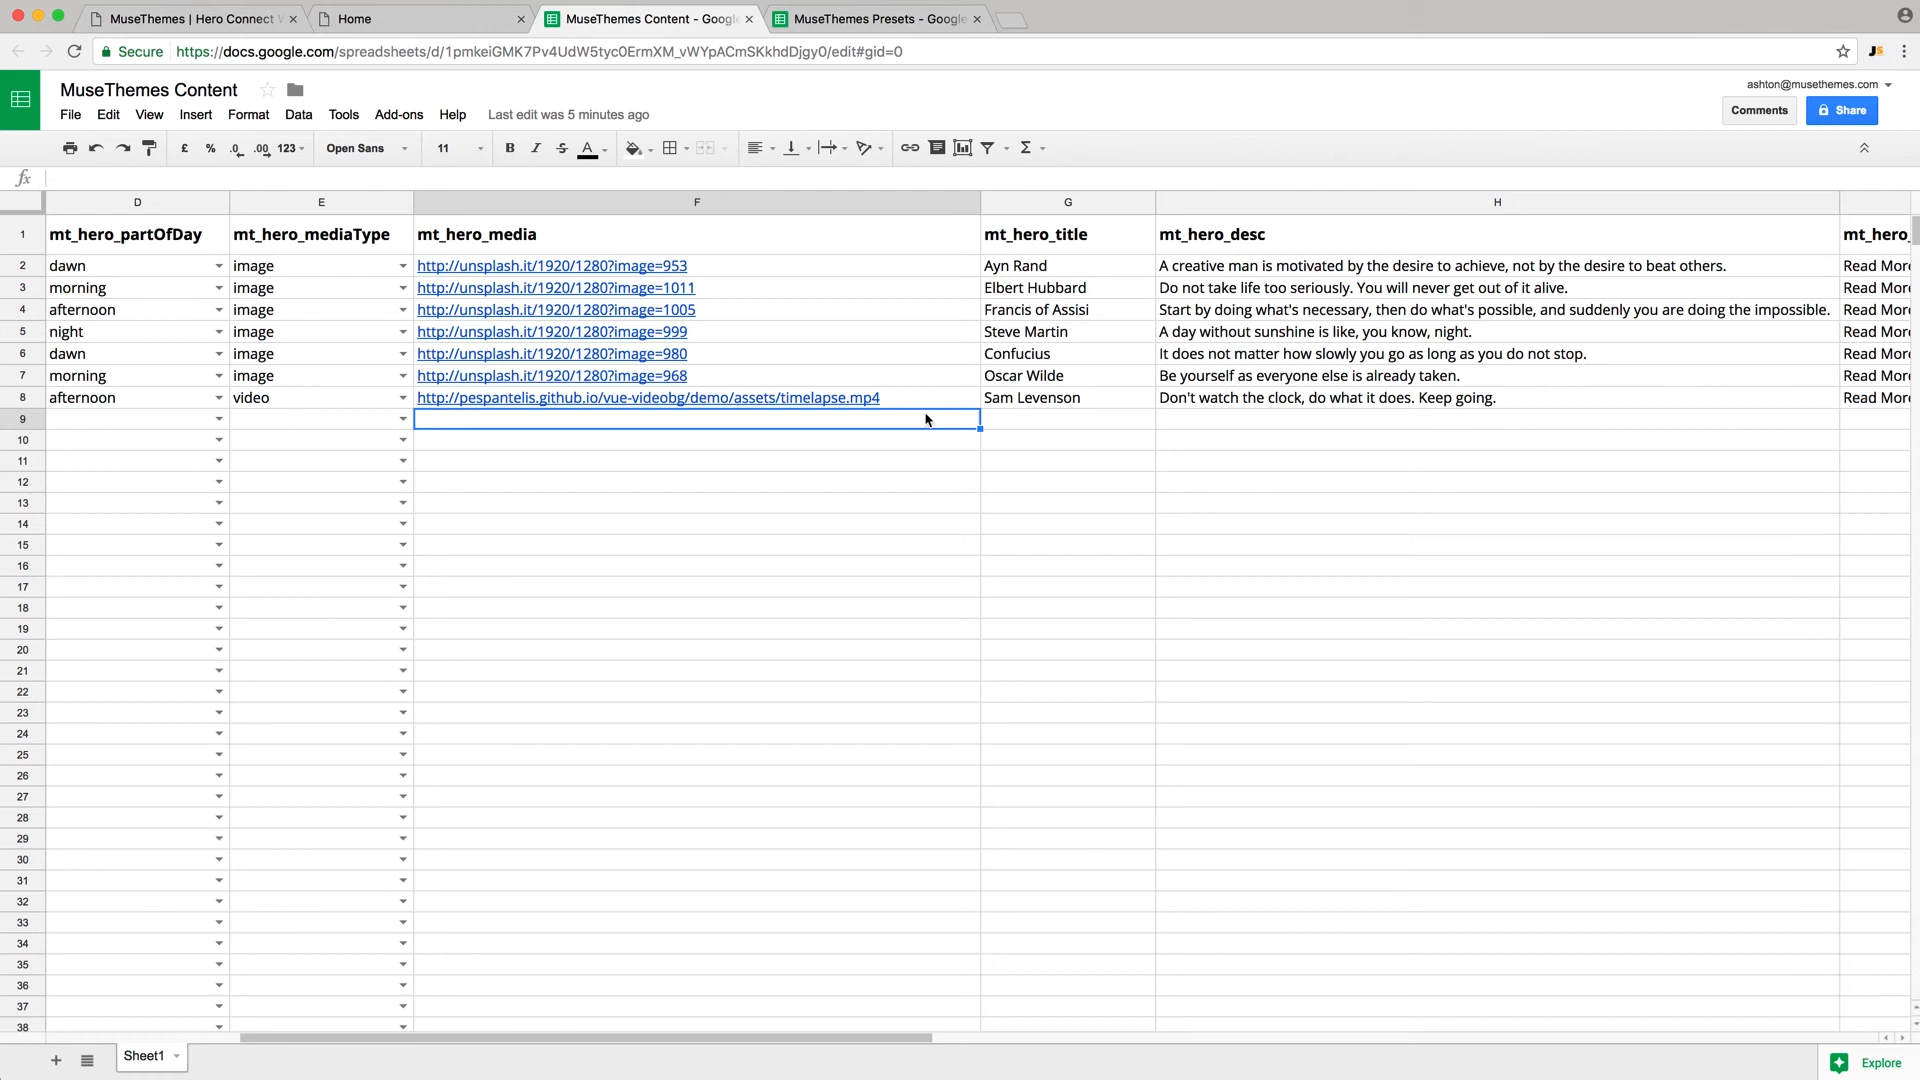 MuseThemes | Hero Connect
Home
MuseThemes Content - Google
MuseThemes Presets - Google
Secure https://docs.google.com/spreadsheets/d/1pmkeiGMK7Pv4UdW5tyc0ErmXM_vWYpACmSKkhdDjgy0/edit#gid=0
JS
MuseThemes Content
ashton@musethemes.com
File Edit View Insert Format Data Tools Add-ons Help Last edit was 5 minutes ago
Comments
Share
£ % .0 .00 123 Open Sans 11 B I S A Σ
fx
D E F G H
1 mt_hero_partOfDay mt_hero_mediaType mt_hero_media mt_hero_title mt_hero_desc mt_hero_
2 dawn image http://unsplash.it/1920/1280?image=953 Ayn Rand A creative man is motivated by the desire to achieve, not by the desire to beat others. Read More
3 morning image http://unsplash.it/1920/1280?image=1011 Elbert Hubbard Do not take life too seriously. You will never get out of it alive. Read More
4 afternoon image http://unsplash.it/1920/1280?image=1005 Francis of Assisi Start by doing what's necessary, then do what's possible, and suddenly you are doing the impossible. Read More
5 night image http://unsplash.it/1920/1280?image=999 Steve Martin A day without sunshine is like, you know, night. Read More
6 dawn image http://unsplash.it/1920/1280?image=980 Confucius It does not matter how slowly you go as long as you do not stop. Read More
7 morning image http://unsplash.it/1920/1280?image=968 Oscar Wilde Be yourself as everyone else is already taken. Read More
8 afternoon video http://pespantelis.github.io/vue-videobg/demo/assets/timelapse.mp4 Sam Levenson Don't watch the clock, do what it does. Keep going. Read More
9
10
11
12
13
14
15
16
17
18
19
20
21
22
23
24
25
26
27
28
29
30
31
32
33
34
35
36
37
38
Sheet1
Explore